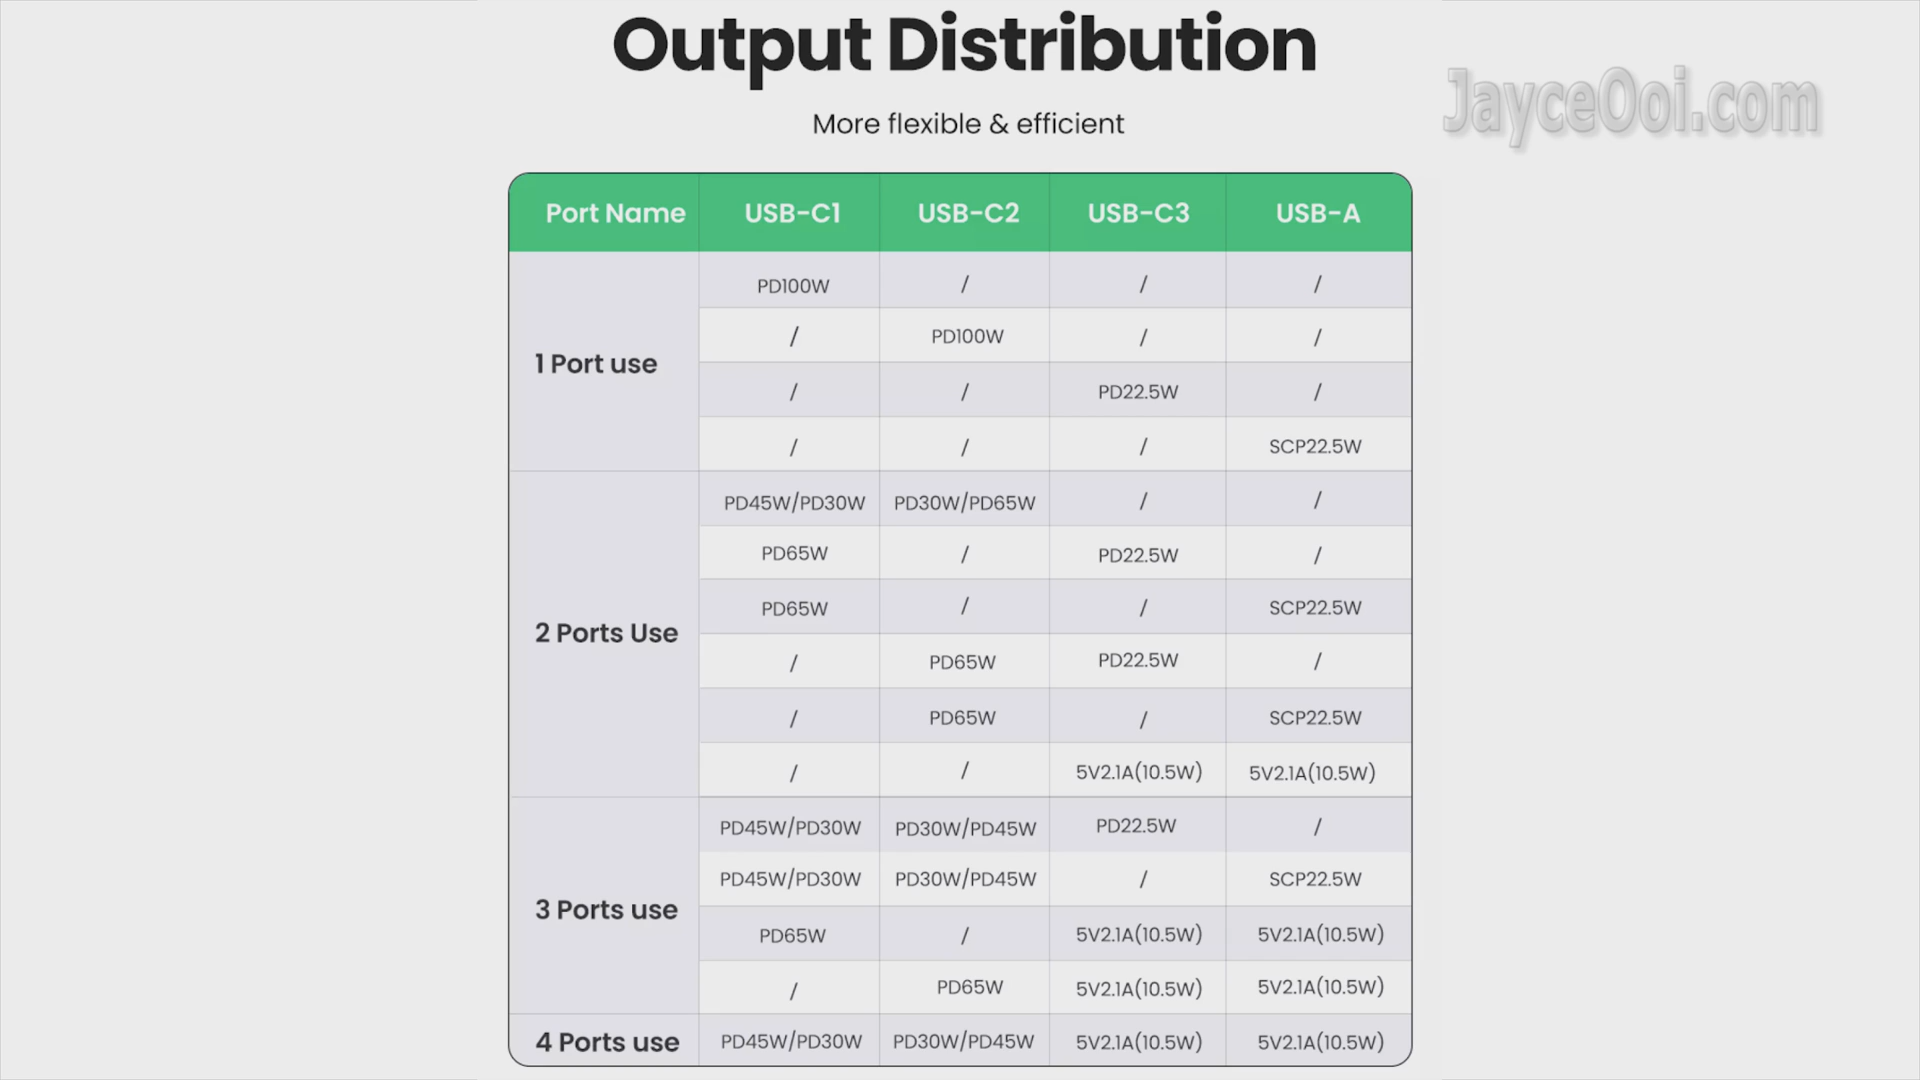 Output Distribution
JayceOoi.com
More flexible & efficient
Port Name USB-C1 USB-C2 USB-C3 USB-A
1 Port use
PD100W / / /
/ PD100W / /
/ / PD22.5W /
/ / / SCP22.5W
2 Ports Use
PD45W/PD30W PD30W/PD65W / /
PD65W / PD22.5W /
PD65W / / SCP22.5W
/ PD65W PD22.5W /
/ PD65W / SCP22.5W
/ / 5V2.1A(10.5W) 5V2.1A(10.5W)
3 Ports use
PD45W/PD30W PD30W/PD45W PD22.5W /
PD45W/PD30W PD30W/PD45W / SCP22.5W
PD65W / 5V2.1A(10.5W) 5V2.1A(10.5W)
/ PD65W 5V2.1A(10.5W) 5V2.1A(10.5W)
4 Ports use PD45W/PD30W PD30W/PD45W 5V2.1A(10.5W) 5V2.1A(10.5W)